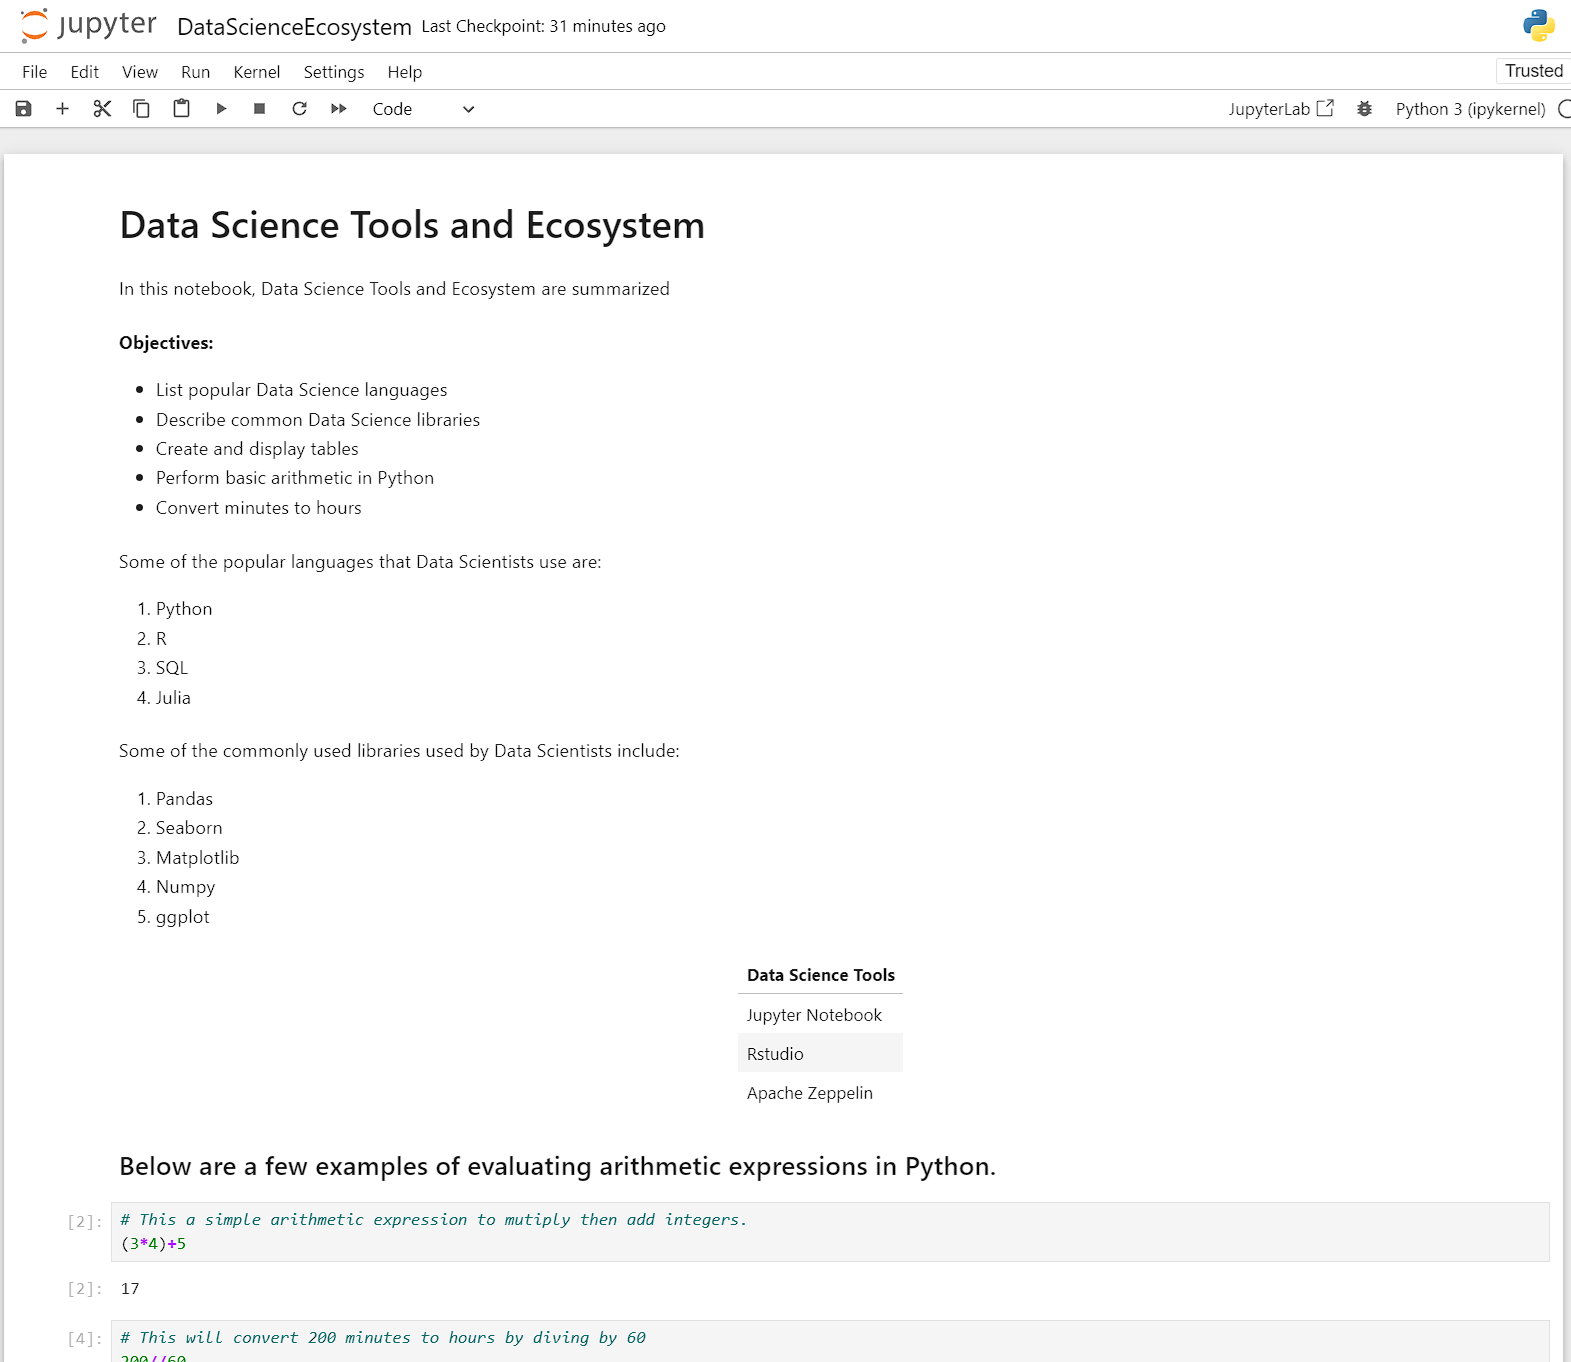 jupyter DataScienceEcosystem Last Checkpoint: 31 minutes ago
File Edit View Run Kernel Settings Help Trusted
Code JupyterLab Python 3 (ipykernel)
Data Science Tools and Ecosystem
In this notebook, Data Science Tools and Ecosystem are summarized
Objectives:
• List popular Data Science languages
• Describe common Data Science libraries
• Create and display tables
• Perform basic arithmetic in Python
• Convert minutes to hours
Some of the popular languages that Data Scientists use are:
1. Python
2. R
3. SQL
4. Julia
Some of the commonly used libraries used by Data Scientists include:
1. Pandas
2. Seaborn
3. Matplotlib
4. Numpy
5. ggplot
Data Science Tools
Jupyter Notebook
Rstudio
Apache Zeppelin
Below are a few examples of evaluating arithmetic expressions in Python.
[2]: # This a simple arithmetic expression to mutiply then add integers.
(3*4)+5
[2]: 17
[4]: # This will convert 200 minutes to hours by diving by 60
200//60